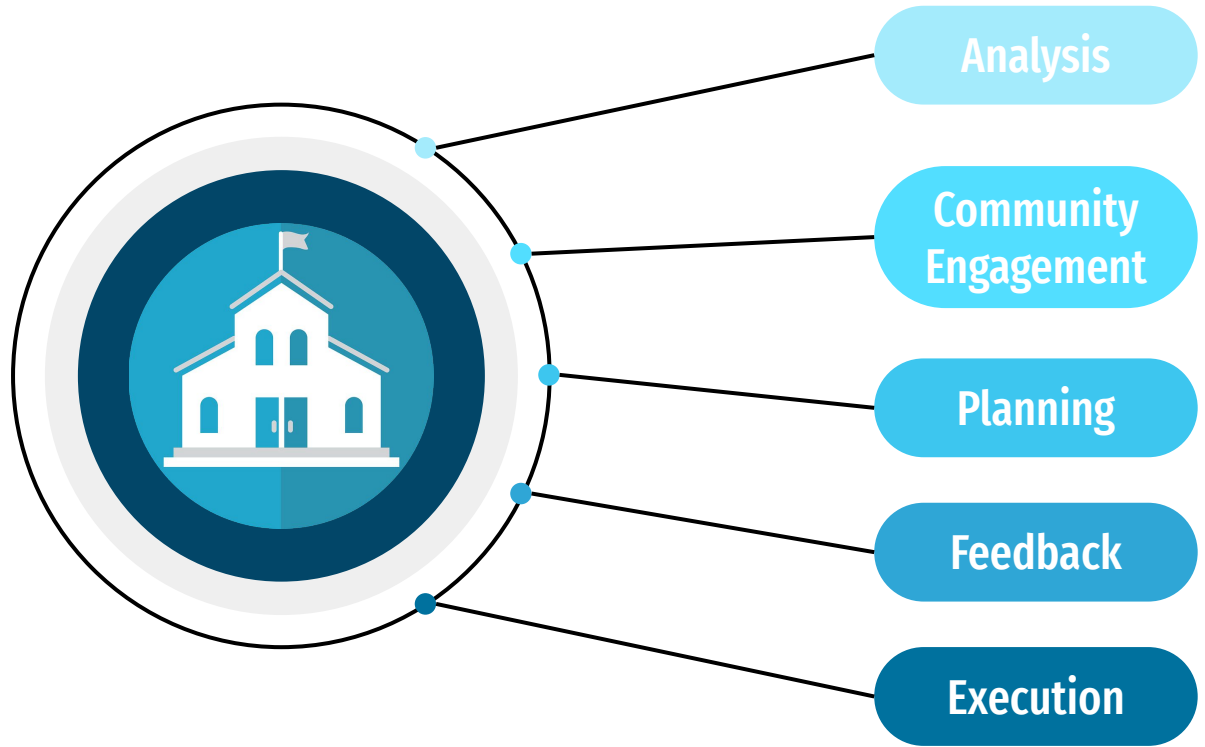 Analysis
Community
Engagement
Planning
Feedback
Execution